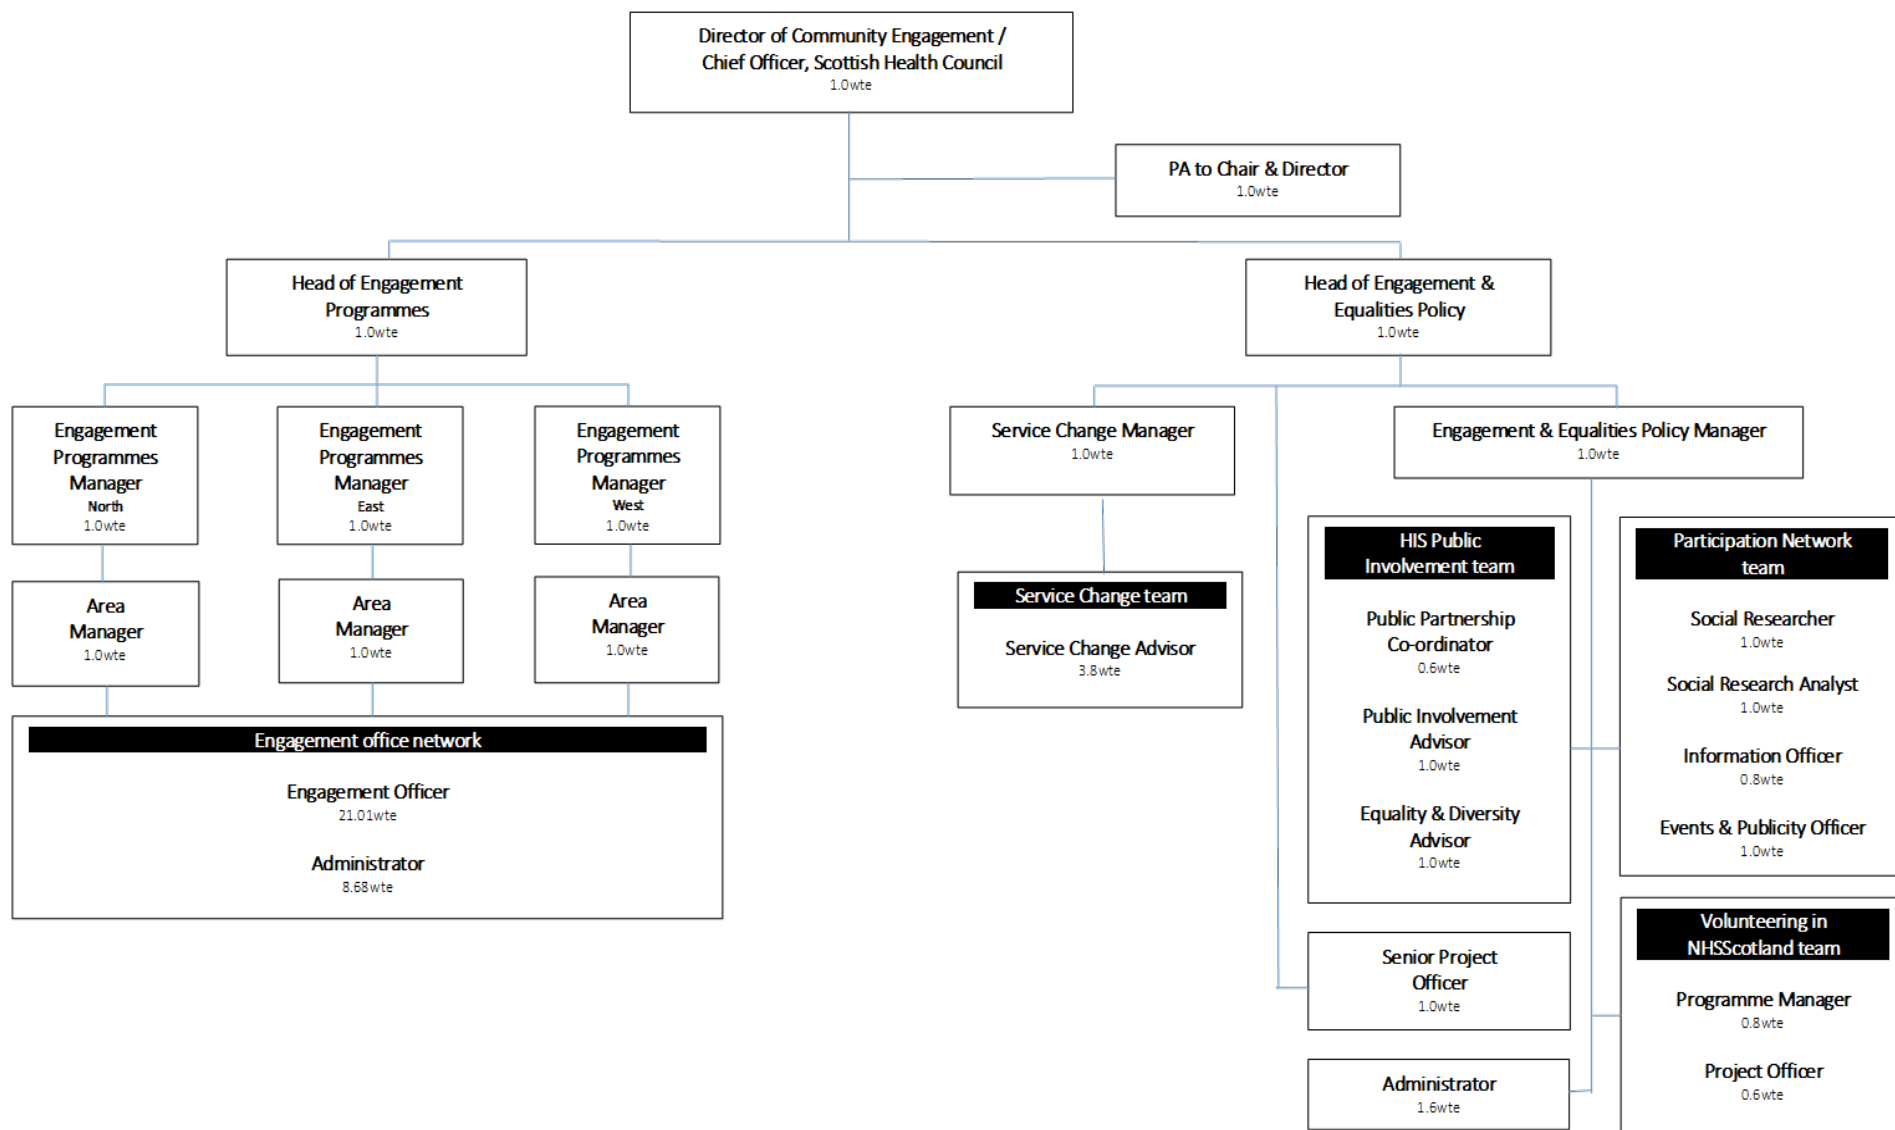 Director of Community Engagement /
Chief Officer, Scottish Health Council
1.0wte
PA to Chair & Director
1.0wte
Head of Engagement
Programmes
1.0wte
Head of Engagement &
Equalities Policy
1.0wte
Engagement
Programmes
Manager
North
1.0wte
Engagement
Programmes
Manager
East
1.0wte
Engagement
Programmes
Manager
West
1.0wte
Service Change Manager
1.0wte
Engagement & Equalities Policy Manager
1.0wte
Area
Manager
1.0wte
Area
Manager
1.0wte
Area
Manager
1.0wte
Engagement office network
Engagement Officer
21.01wte
Administrator
8.68wte
Service Change team
Service Change Advisor
3.8wte
HIS Public
Involvement team
Public Partnership
Co-ordinator
0.6wte
Public Involvement
Advisor
1.0wte
Equality & Diversity
Advisor
1.0wte
Participation Network
team
Social Researcher
1.0wte
Social Research Analyst
1.0wte
Information Officer
0.8wte
Events & Publicity Officer
1.0wte
Senior Project
Officer
1.0wte
Administrator
1.6wte
Volunteering in
NHSScotland team
Programme Manager
0.8wte
Project Officer
0.6wte